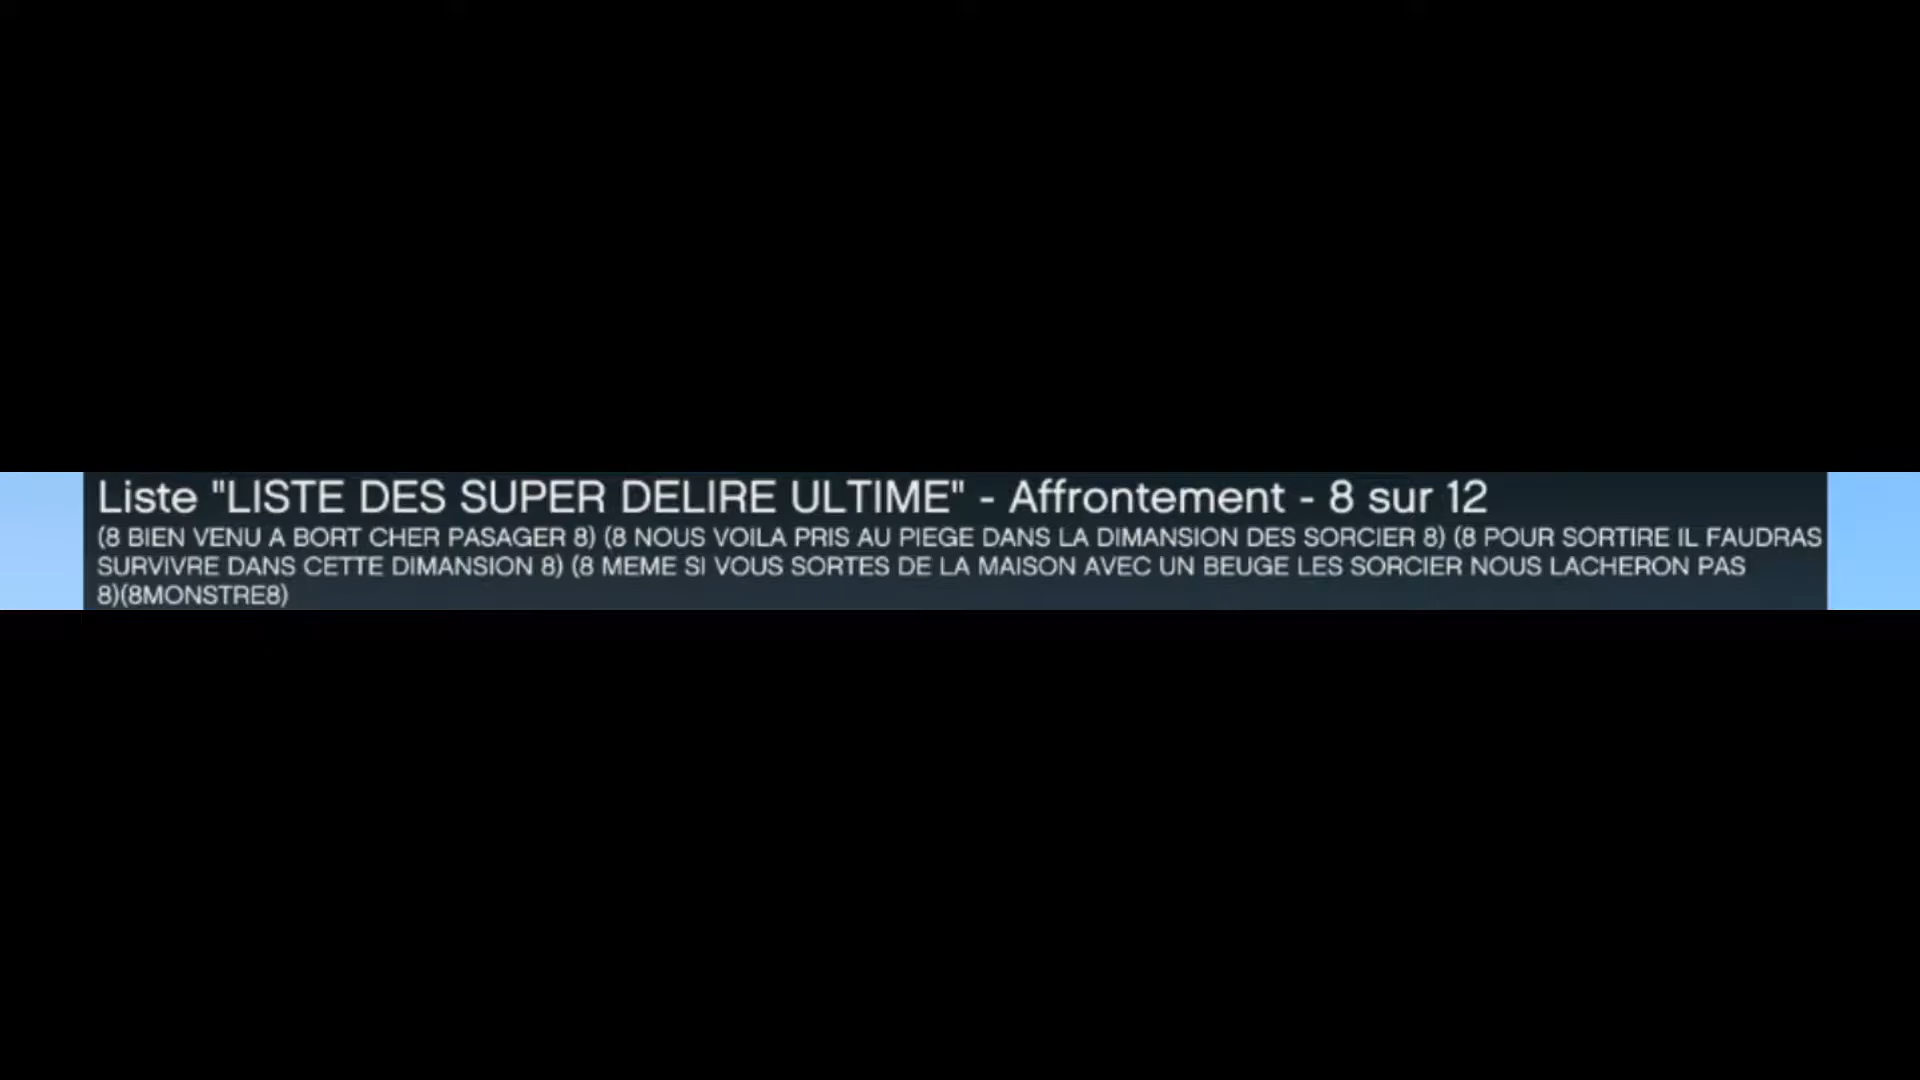 Liste "LISTE DES SUPER DELIRE ULTIME" - Affrontement - 8 sur 12
(8 BIEN VENU A BORT CHER PASAGER 8) (8 NOUS VOILA PRIS AU PIEGE DANS LA DIMANSION DES SORCIER 8) (8 POUR SORTIRE IL FAUDRAS
SURVIVRE DANS CETTE DIMANSION 8) (8 MEME SI VOUS SORTES DE LA MAISON AVEC UN BEUGE LES SORCIER NOUS LACHERON PAS
8)(8MONSTRE8)